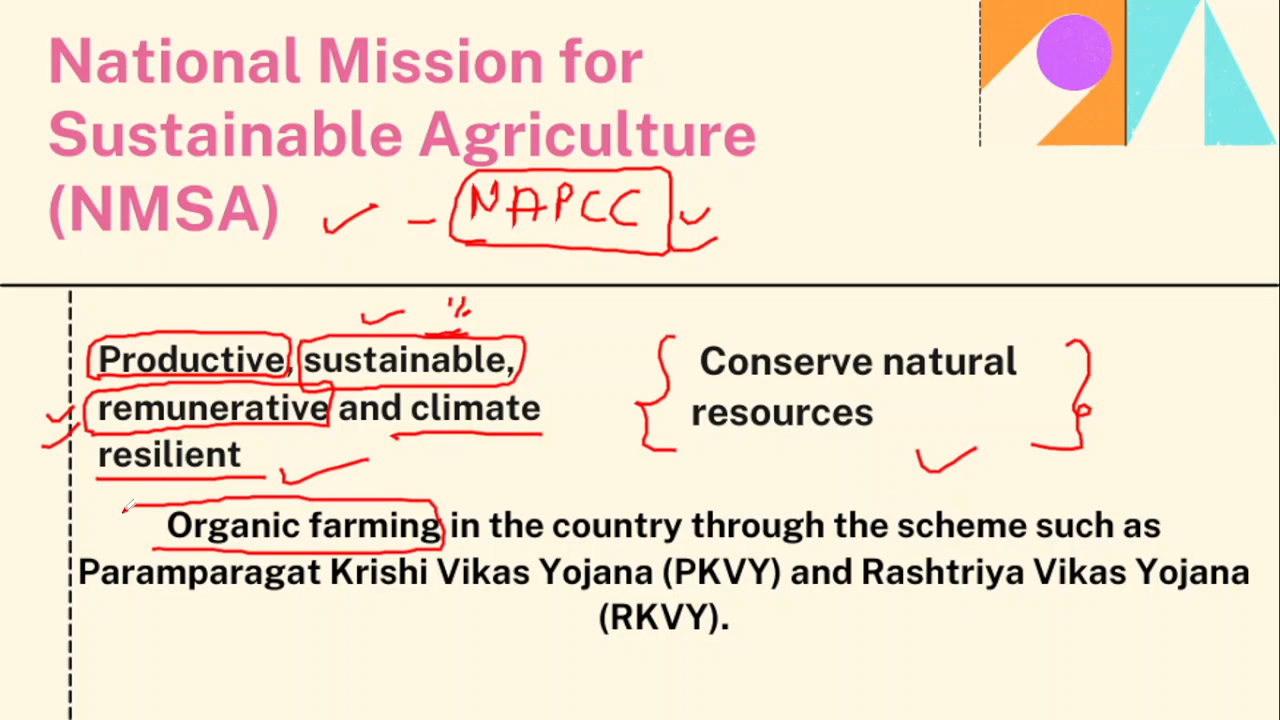 National Mission for
Sustainable Agriculture
(NMSA)
NAPCC
Productive, sustainable,
remunerative and climate
resilient
Conserve natural
resources
Organic farming in the country through the scheme such as
Paramparagat Krishi Vikas Yojana (PKVY) and Rashtriya Vikas Yojana
(RKVY).